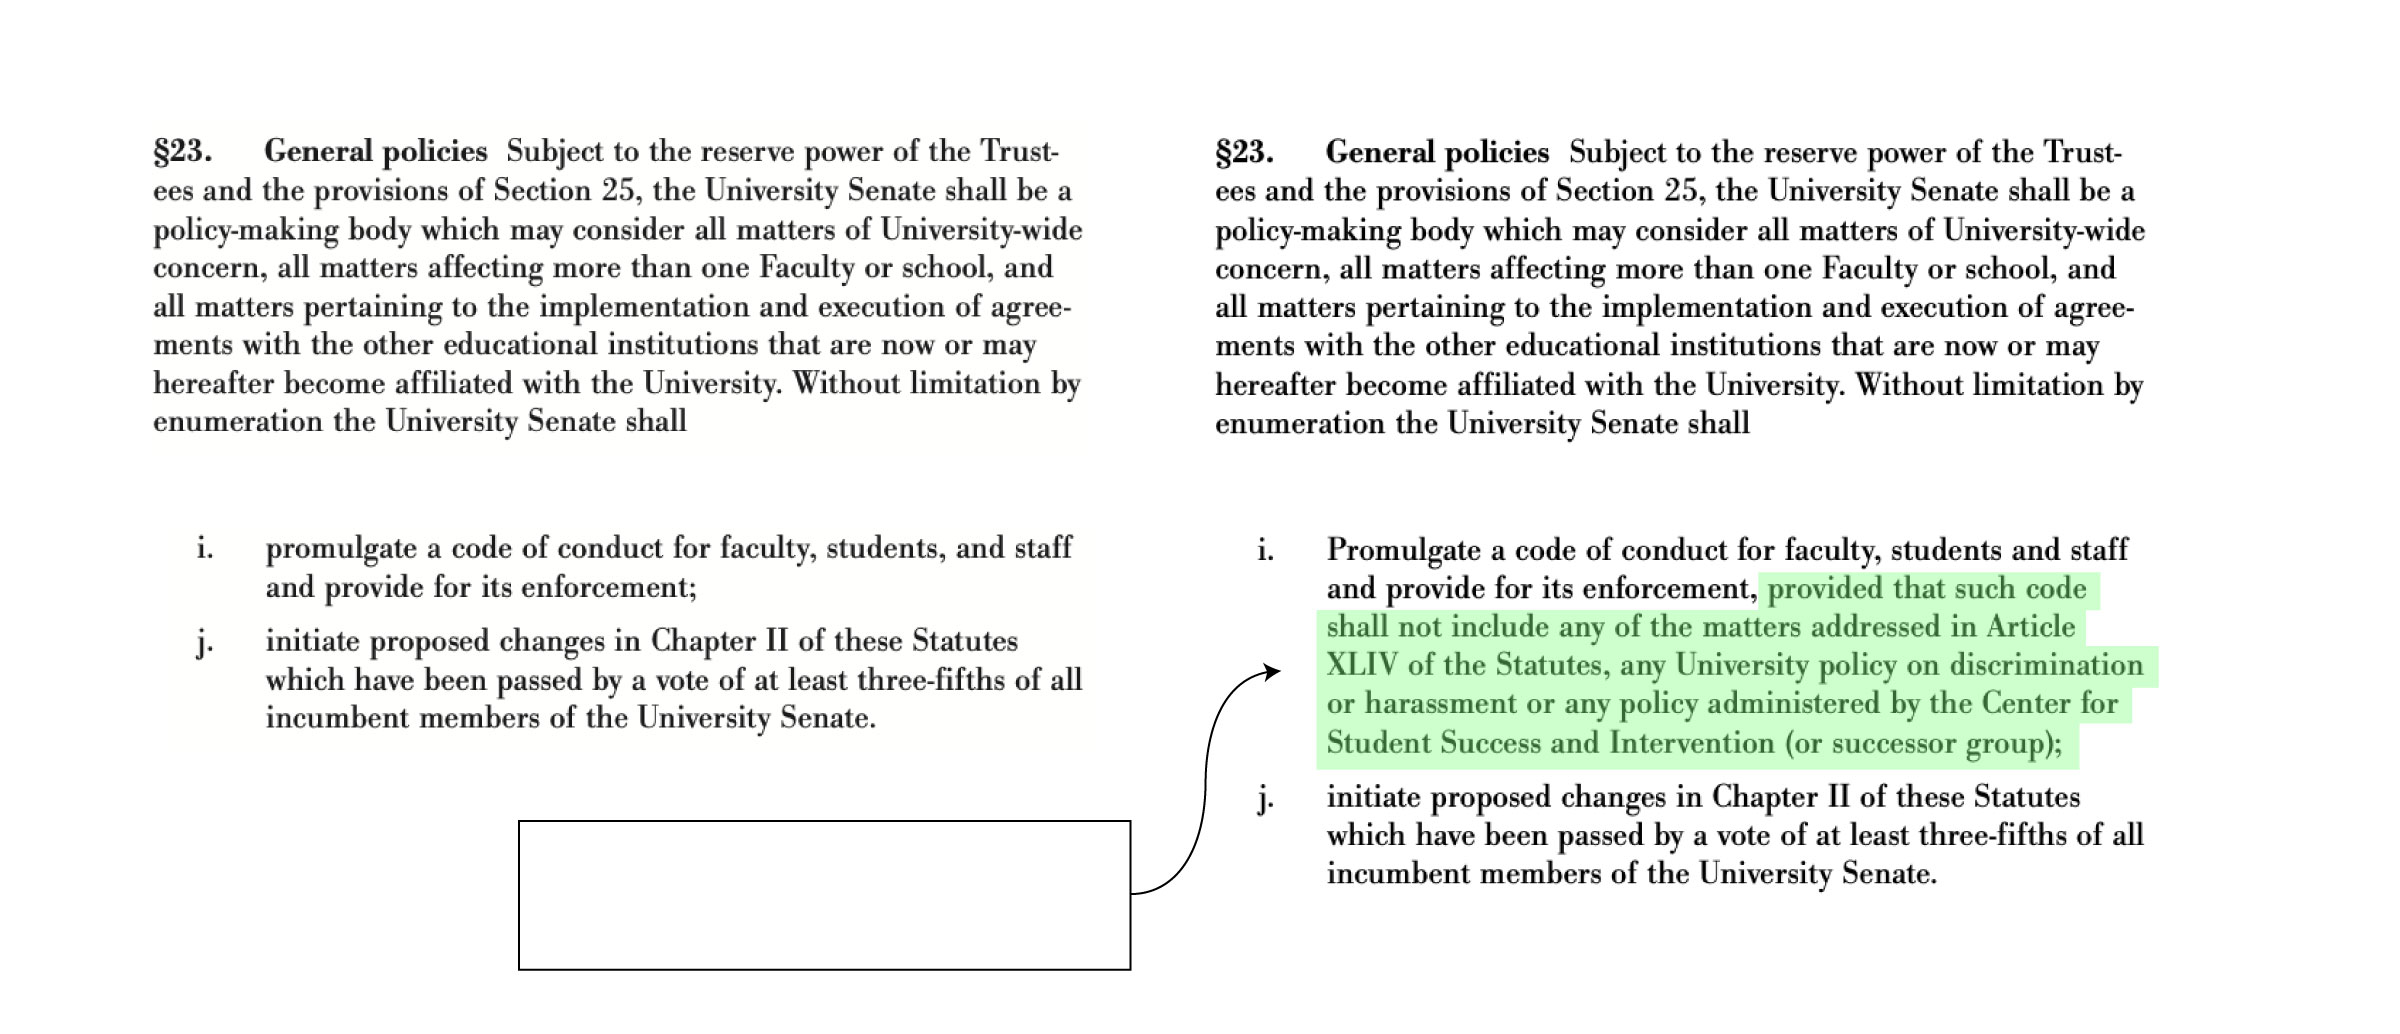 §23. General policies Subject to the reserve power of the Trust-
ees and the provisions of Section 25, the University Senate shall be a
policy-making body which may consider all matters of University-wide
concern, all matters affecting more than one Faculty or school, and
all matters pertaining to the implementation and execution of agree-
ments with the other educational institutions that are now or may
hereafter become affiliated with the University. Without limitation by
enumeration the University Senate shall
i. promulgate a code of conduct for faculty, students, and staff
and provide for its enforcement;
j. initiate proposed changes in Chapter II of these Statutes
which have been passed by a vote of at least three-fifths of all
incumbent members of the University Senate.
§23. General policies Subject to the reserve power of the Trust-
ees and the provisions of Section 25, the University Senate shall be a
policy-making body which may consider all matters of University-wide
concern, all matters affecting more than one Faculty or school, and
all matters pertaining to the implementation and execution of agree-
ments with the other educational institutions that are now or may
hereafter become affiliated with the University. Without limitation by
enumeration the University Senate shall
i. Promulgate a code of conduct for faculty, students and staff
and provide for its enforcement, provided that such code
shall not include any of the matters addressed in Article
XLIV of the Statutes, any University policy on discrimination
or harassment or any policy administered by the Center for
Student Success and Intervention (or successor group);
j. initiate proposed changes in Chapter II of these Statutes
which have been passed by a vote of at least three-fifths of all
incumbent members of the University Senate.